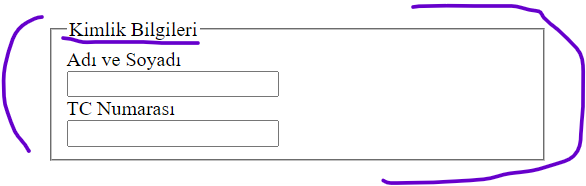 Kimlik Bilgileri
Adı ve Soyadı
TC Numarası